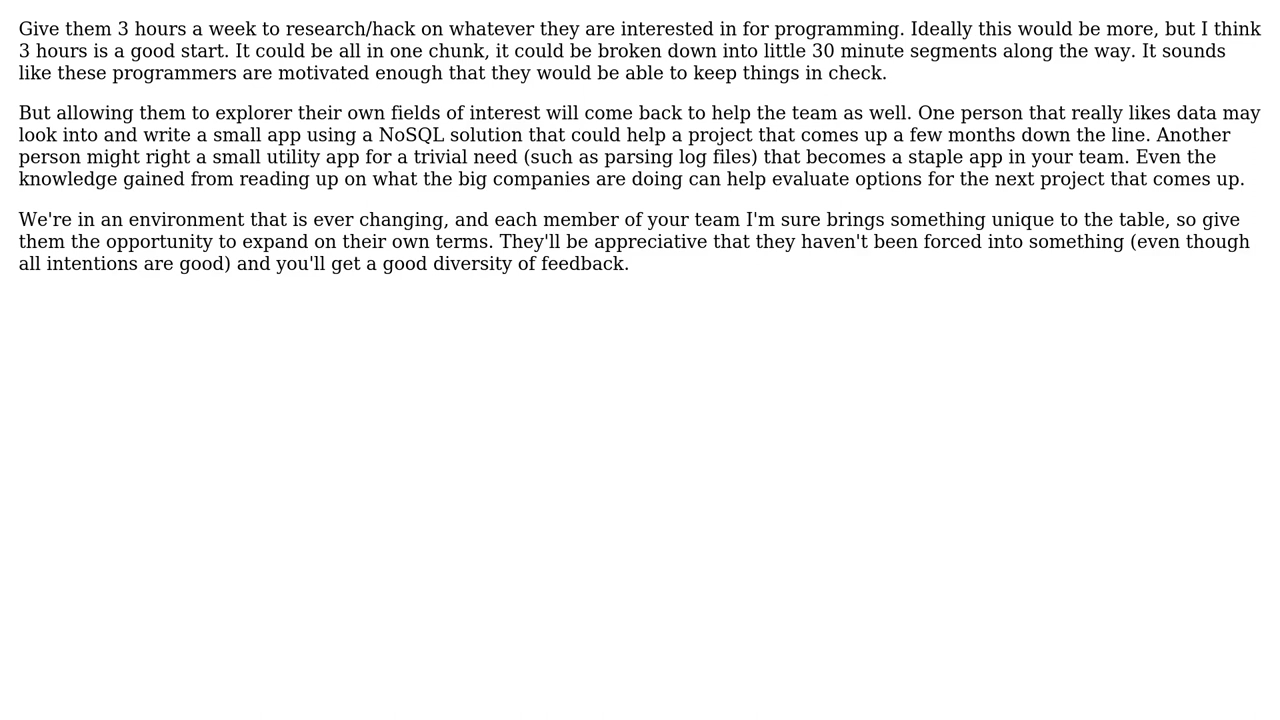 Give them 3 hours a week to research/hack on whatever they are interested in for programming. Ideally this would be more, but I think
3 hours is a good start. It could be all in one chunk, it could be broken down into little 30 minute segments along the way. It sounds
like these programmers are motivated enough that they would be able to keep things in check.
But allowing them to explorer their own fields of interest will come back to help the team as well. One person that really likes data may
look into and write a small app using a NoSQL solution that could help a project that comes up a few months down the line. Another
person might right a small utility app for a trivial need (such as parsing log files) that becomes a staple app in your team. Even the
knowledge gained from reading up on what the big companies are doing can help evaluate options for the next project that comes up.
We're in an environment that is ever changing, and each member of your team I'm sure brings something unique to the table, so give
them the opportunity to expand on their own terms. They'll be appreciative that they haven't been forced into something (even though
all intentions are good) and you'll get a good diversity of feedback.